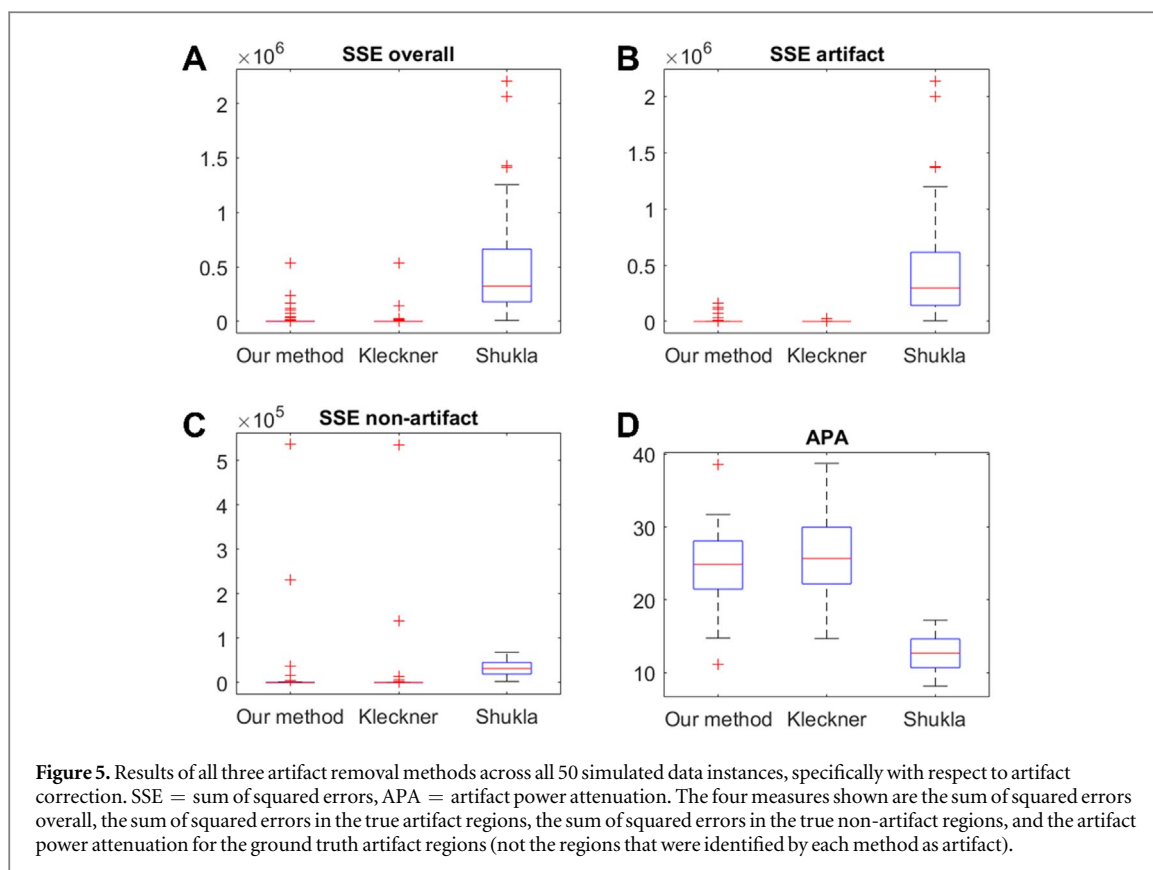 A
×10⁶
SSE overall
2
1.5
1
0.5
0
Our method Kleckner Shukla
B
×10⁶
SSE artifact
2
1.5
1
0.5
0
Our method Kleckner Shukla
C
×10⁵
SSE non-artifact
5
4
3
2
1
0
Our method Kleckner Shukla
D
APA
40
30
20
10
Our method Kleckner Shukla
Figure 5. Results of all three artifact removal methods across all 50 simulated data instances, specifically with respect to artifact
correction. SSE = sum of squared errors, APA = artifact power attenuation. The four measures shown are the sum of squared errors
overall, the sum of squared errors in the true artifact regions, the sum of squared errors in the true non-artifact regions, and the artifact
power attenuation for the ground truth artifact regions (not the regions that were identified by each method as artifact).